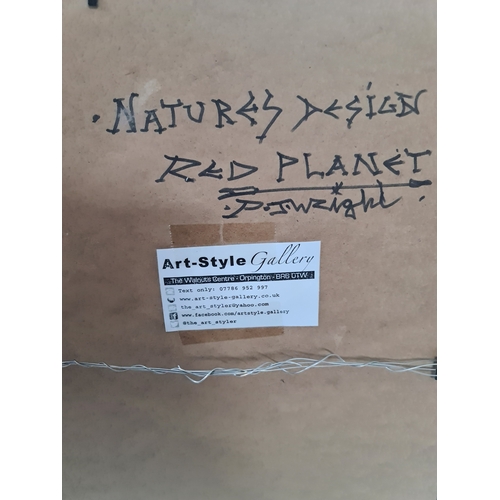 . NATURES DESIGN
RED PLANET
. P.J. Wright .
Art-Style Gallery
The Walnuts Centre - Orpington - BR6 0TW
Text only: 07786 952 997
www.art-style-gallery.co.uk
the_art_styler@yahoo.com
www.facebook.com/artstyle.gallery
@the_art_styler